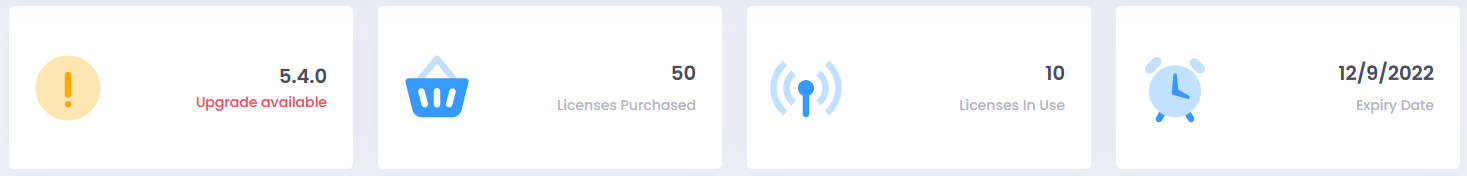 5.4.0
Upgrade available
50
Licenses Purchased
10
Licenses In Use
12/9/2022
Expiry Date